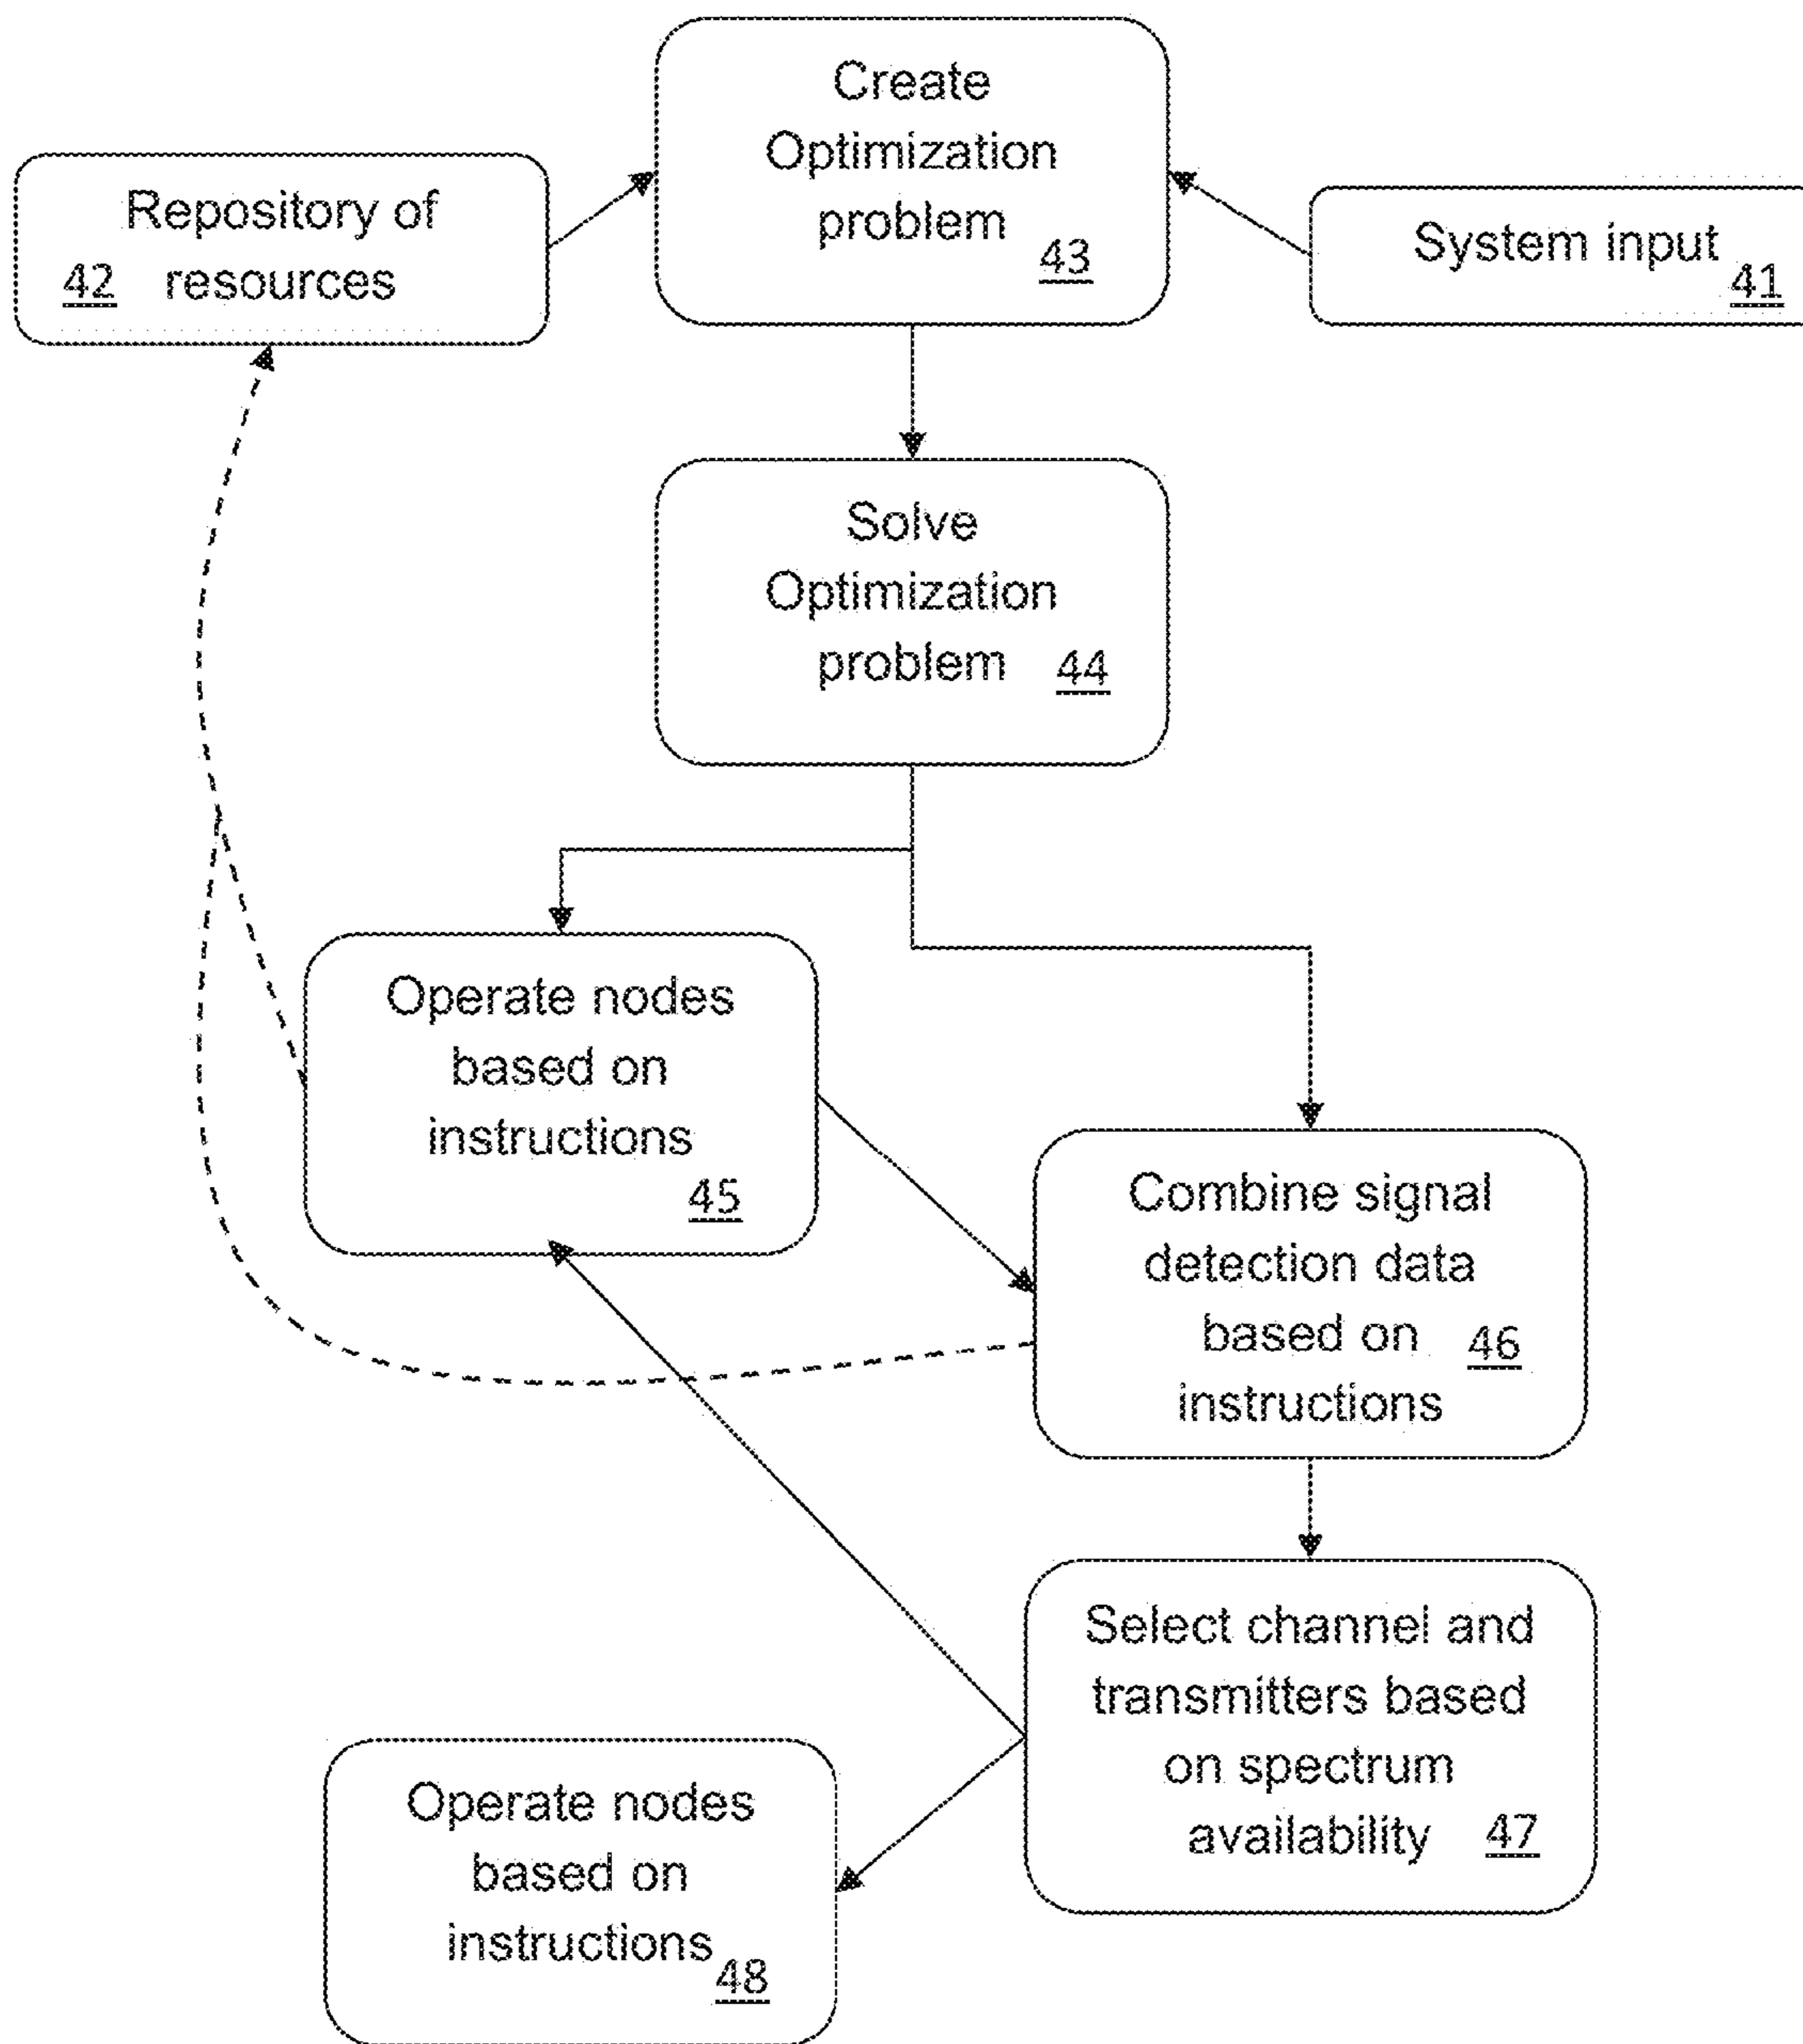 Create
Optimization
problem
43
Repository of
42 resources
System input
41
Solve
Optimization
problem 44
Operate nodes
based on
instructions
45
Combine signal
detection data
based on 46
instructions
Select channel and
transmitters based
on spectrum
availability 47
Operate nodes
based on
instructions
48